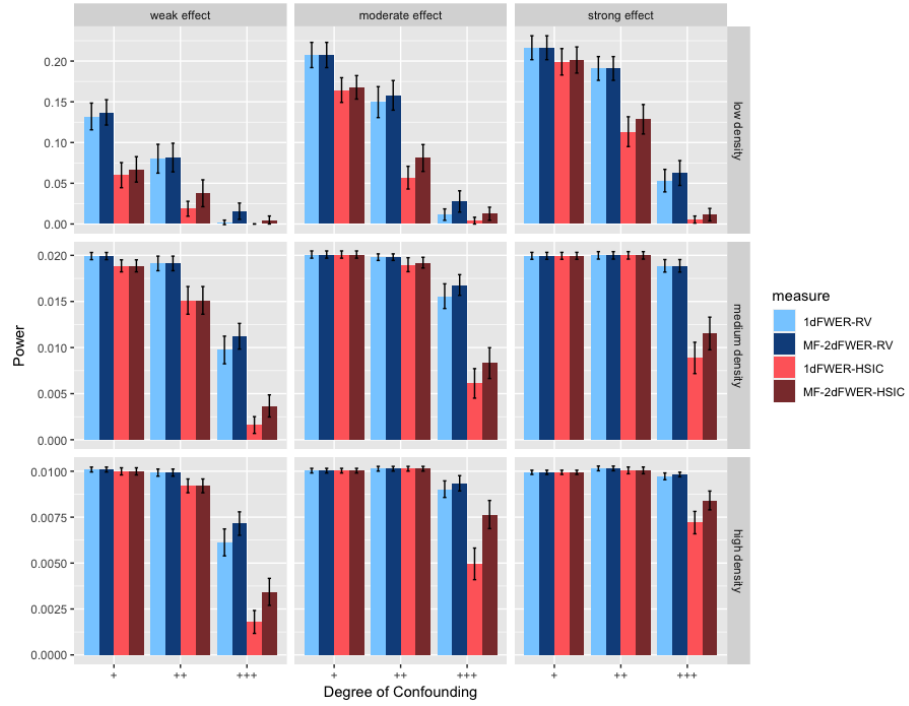 weak effect
moderate effect
strong effect
0.20
0.15
0.10
0.05
0.00
low density
0.020
0.015
0.010
0.005
0.000
medium density
0.0100
0.0075
0.0050
0.0025
0.0000
high density
Power
+ ++ +++
+ ++ +++
+ ++ +++
Degree of Confounding
measure
1dFWER-RV
MF-2dFWER-RV
1dFWER-HSIC
MF-2dFWER-HSIC